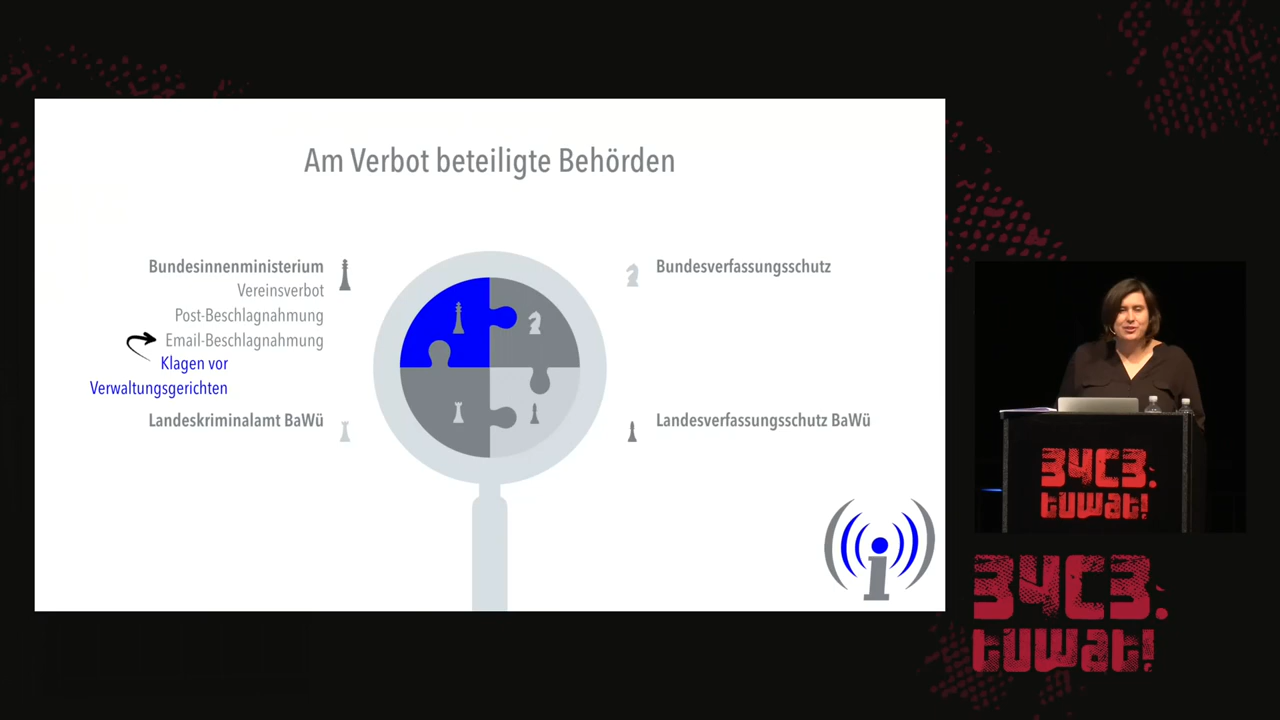 Am Verbot beteiligte Behörden
Bundesinnenministerium
Vereinsverbot
Post-Beschlagnahmung
Email-Beschlagnahmung
Klagen vor
Verwaltungsgerichten
Landeskriminalamt BaWü
Bundesverfassungsschutz
Landesverfassungsschutz BaWü
i
34C3.
tuwat!
34C3.
tuwat!